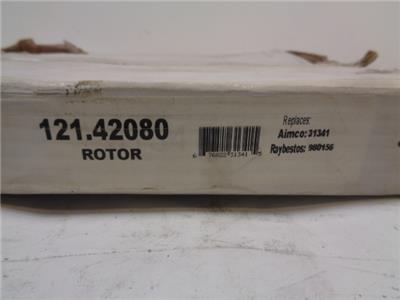 121.42080
ROTOR
Replaces:
Aimco: 31341
Raybestos: 980156